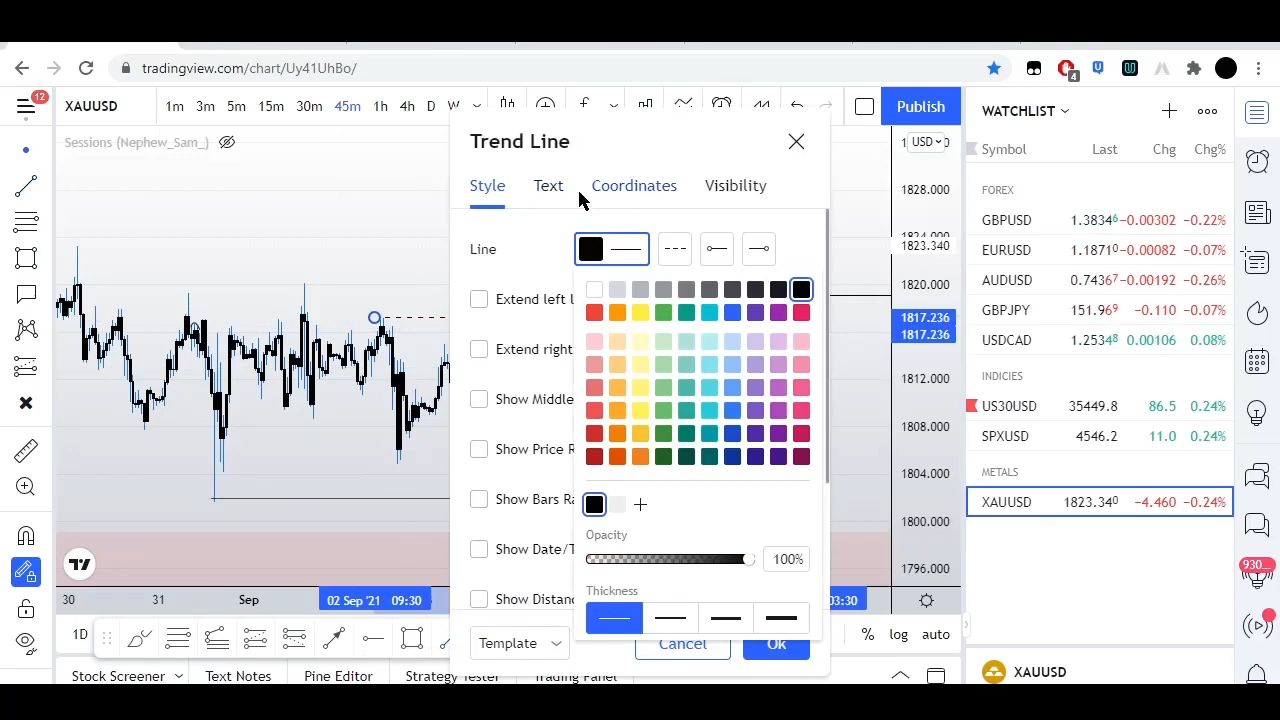 tradingview.com/chart/Uy41UhBo/
4
12
XAUUSD
1m 3m 5m 15m 30m 45m 1h 4h D W
Publish
WATCHLIST
Sessions (Nephew_Sam_)
Trend Line
USD
Symbol Last Chg Chg%
Style Text Coordinates Visibility
1828.000
FOREX
GBPUSD 1.38346 −0.00302 −0.22%
Line
1823.340
EURUSD 1.18710 −0.00082 −0.07%
1820.000
AUDUSD 0.74367 −0.00192 −0.26%
Extend left l
GBPJPY 151.969 −0.110 −0.07%
1817.236
1817.236
USDCAD 1.25348 0.00106 0.08%
Extend right
1812.000
INDICIES
Show Middle
US30USD 35449.8 86.5 0.24%
1808.000
SPXUSD 4546.2 11.0 0.24%
Show Price R
1804.000
METALS
Show Bars Ra
XAUUSD 1823.340 −4.460 −0.24%
1800.000
Opacity
Show Date/T
100%
1796.000
930
Thickness
30 31 Sep 02 Sep '21 09:30
Show Distan
03:30
1D
Template
Cancel
Ok
% log auto
Stock Screener Text Notes Pine Editor Strategy Tester Trading Panel
XAUUSD